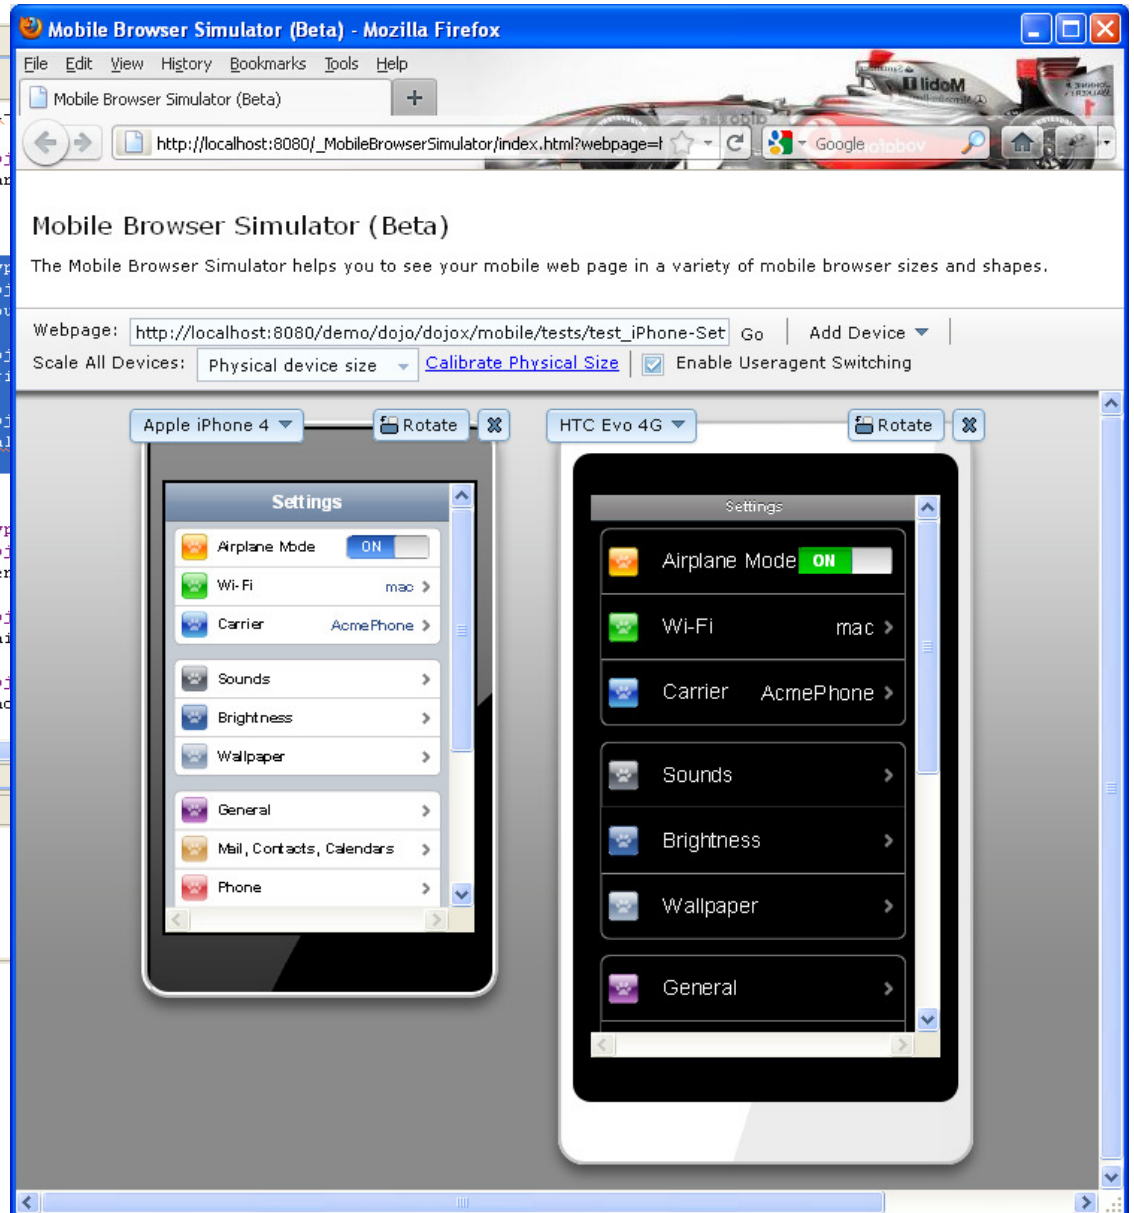 Mobile Browser Simulator (Beta) - Mozilla Firefox
File Edit View History Bookmarks Tools Help
Mobile Browser Simulator (Beta)
http://localhost:8080/_MobileBrowserSimulator/index.html?webpage=h
Google
Mobil 1
Mobile Browser Simulator (Beta)
The Mobile Browser Simulator helps you to see your mobile web page in a variety of mobile browser sizes and shapes.
Webpage: http://localhost:8080/demo/dojo/dojox/mobile/tests/test_iPhone-Set Go Add Device
Scale All Devices: Physical device size Calibrate Physical Size Enable Useragent Switching
Apple iPhone 4 Rotate
Settings
Airplane Mode ON
Wi-Fi mac
Carrier AcmePhone
Sounds
Brightness
Wallpaper
General
Mail, Contacts, Calendars
Phone
HTC Evo 4G Rotate
Settings
Airplane Mode ON
Wi-Fi mac
Carrier AcmePhone
Sounds
Brightness
Wallpaper
General